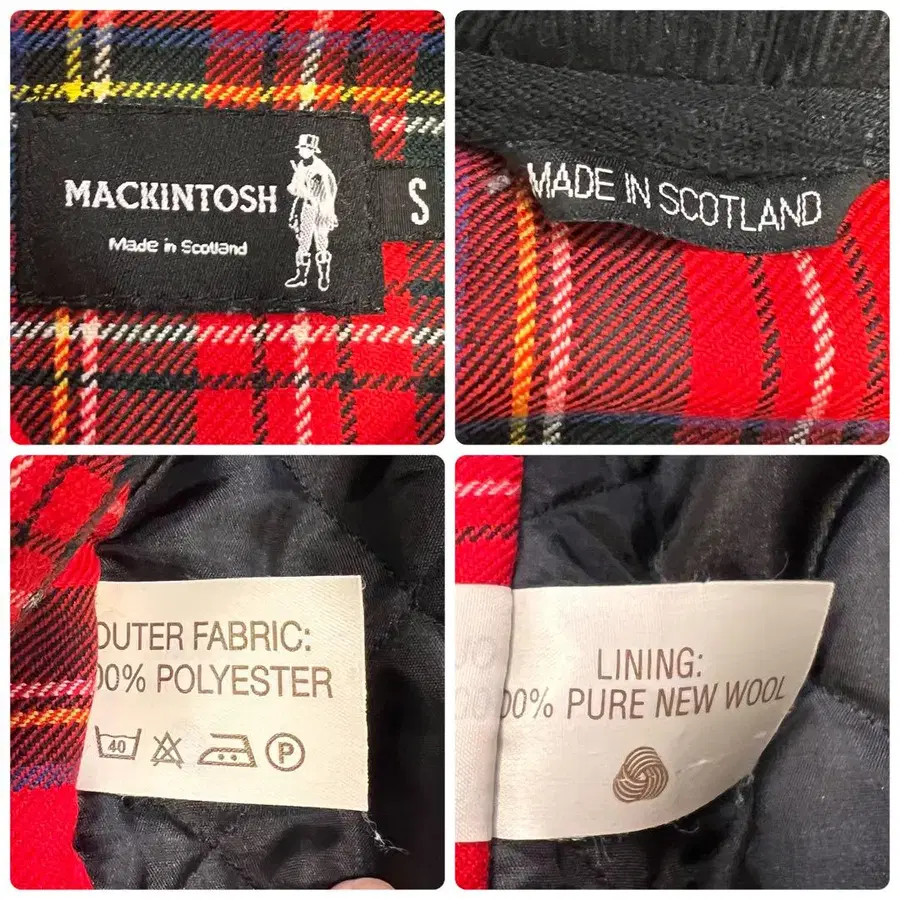 MACKINTOSH
Made in Scotland
S
MADE IN SCOTLAND
OUTER FABRIC:
00% POLYESTER
40
P
LINING:
00% PURE NEW WOOL